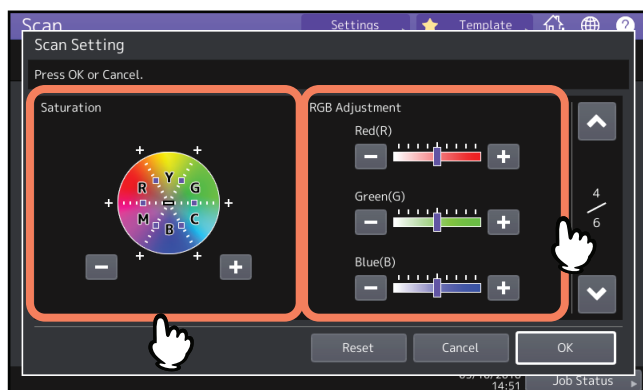 Scan
Settings
Template
?
Scan Setting
Press OK or Cancel.
Saturation
+ +
R Y G
+ − +
M B C
+ +
− +
RGB Adjustment
Red(R)
− +
Green(G)
− +
Blue(B)
− +
4
6
Reset
Cancel
OK
14:51
Job Status